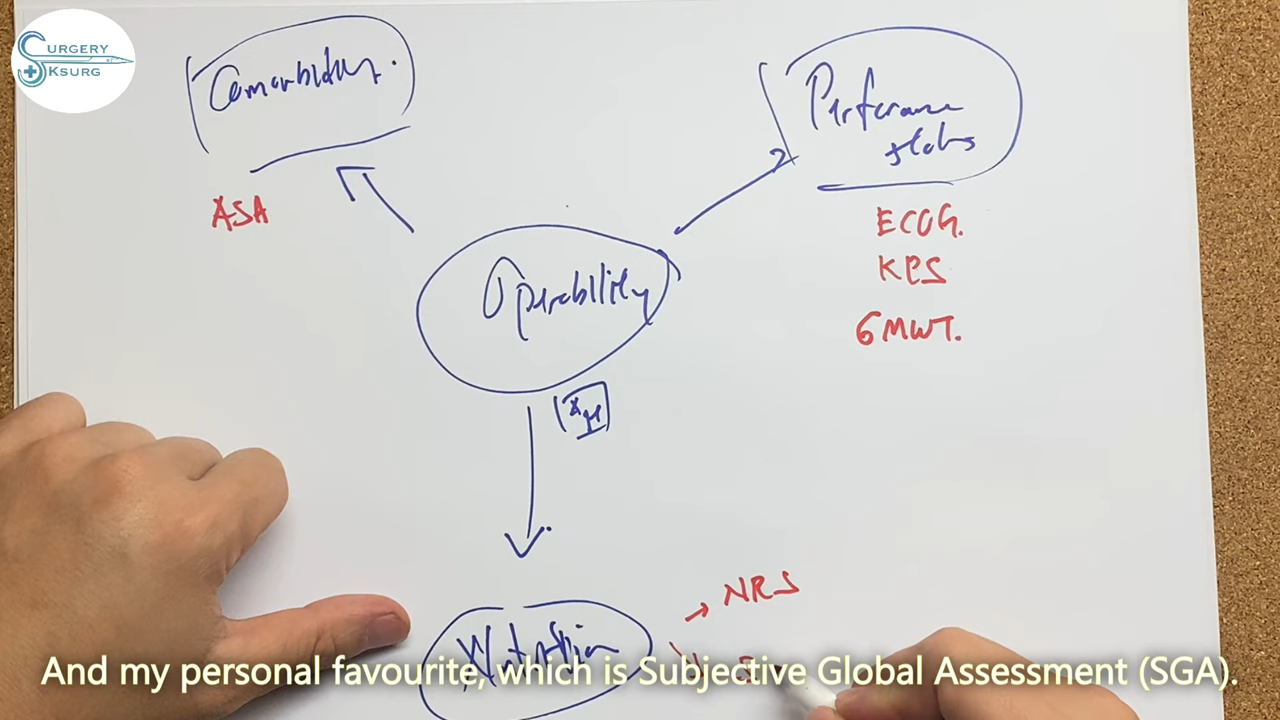 SURGERY
SKSURG
Comorbidity.
Performance
status
ASA
ECOG.
KPS
6MWT.
Operability
NRS
Nutrition
And my personal favourite, which is Subjective Global Assessment (SGA).